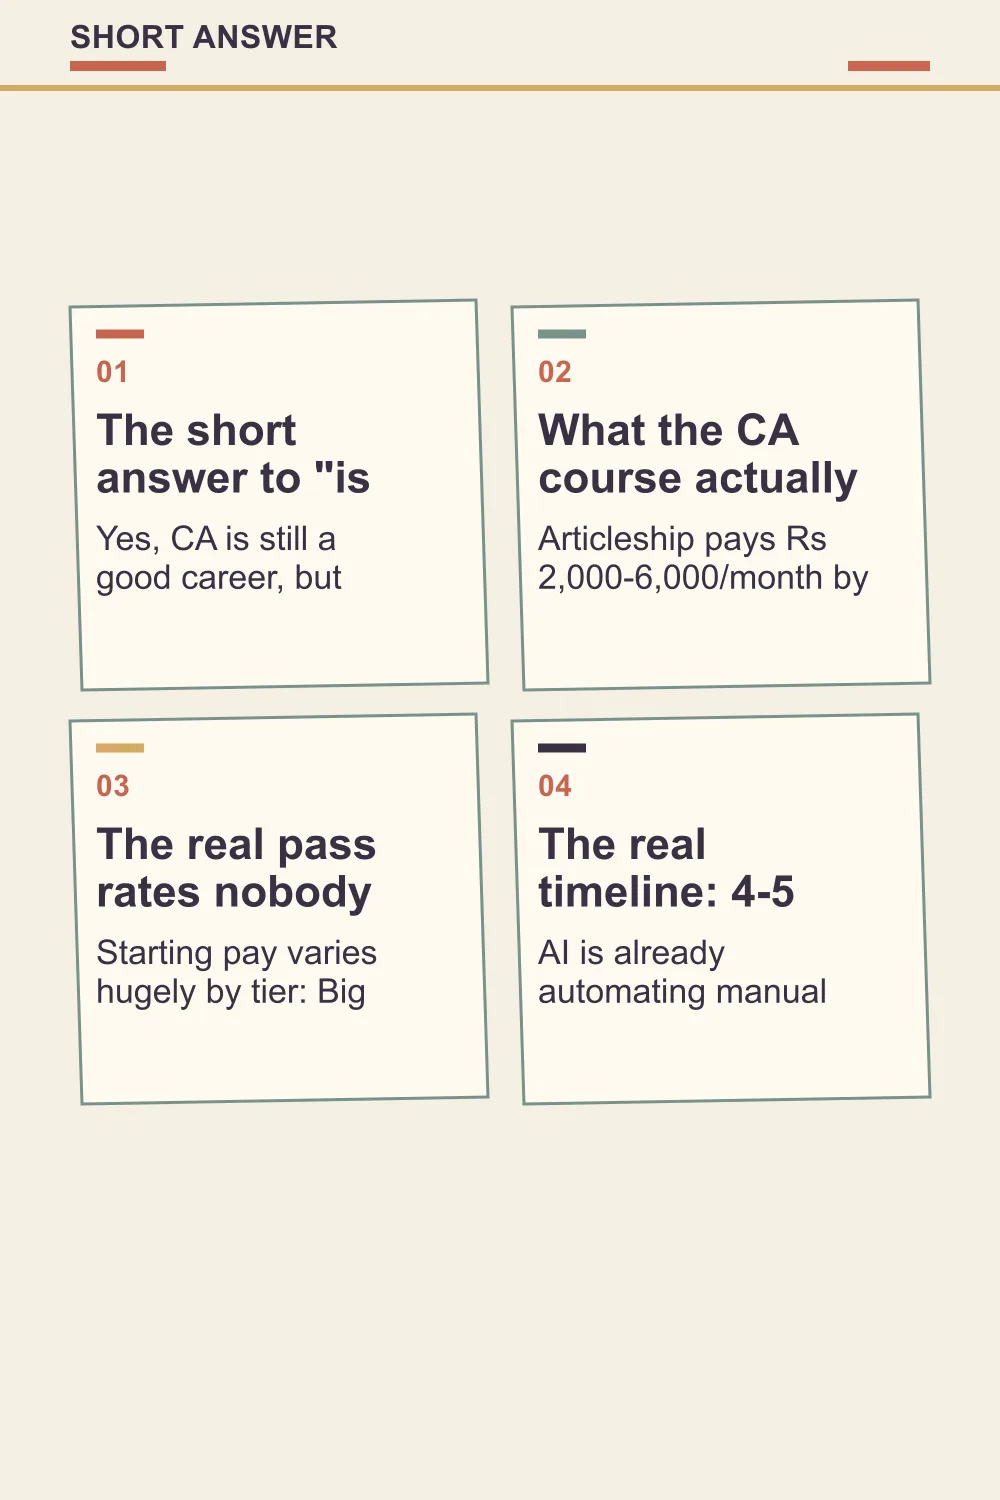 SHORT ANSWER
01
The short
answer to "is
Yes, CA is still a
good career, but
02
What the CA
course actually
Articleship pays Rs
2,000-6,000/month by
03
The real pass
rates nobody
Starting pay varies
hugely by tier: Big
04
The real
timeline: 4-5
AI is already
automating manual